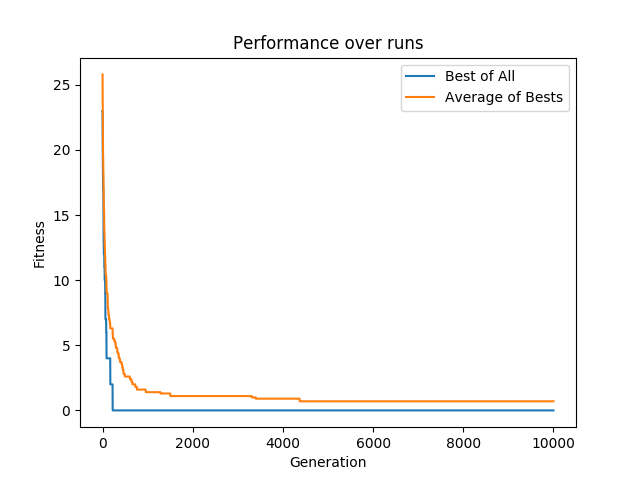 Performance over runs
Best of All
Average of Bests
25
20
15
10
5
0
Fitness
0 2000 4000 6000 8000 10000
Generation